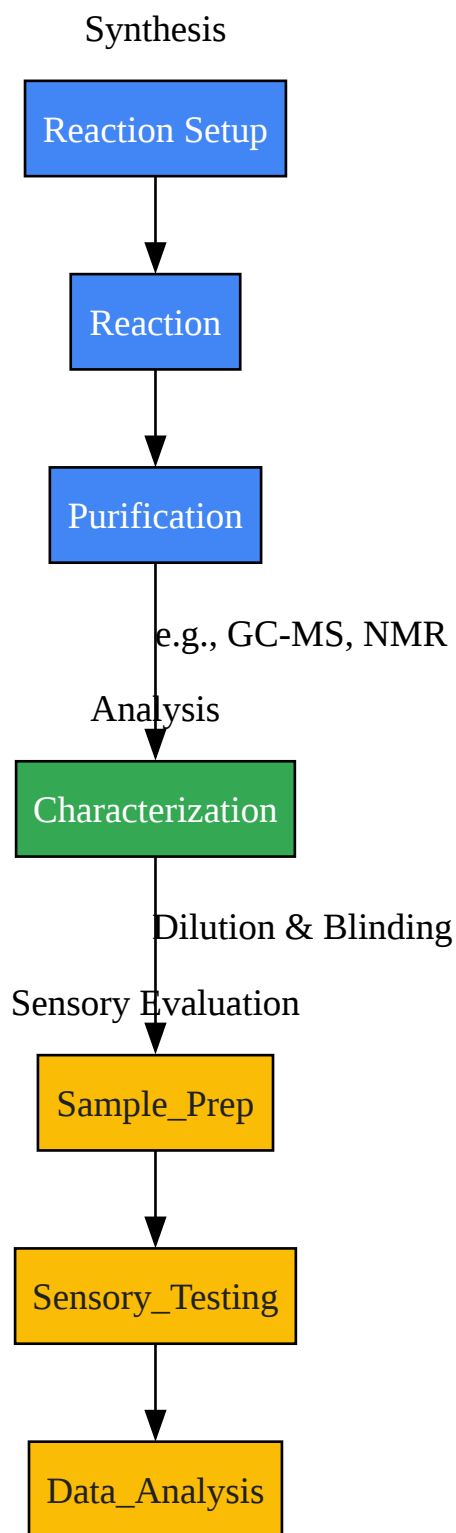 Synthesis
Reaction Setup
Reaction
Purification
e.g., GC-MS, NMR
Analysis
Characterization
Dilution & Blinding
Sensory Evaluation
Sample_Prep
Sensory_Testing
Data_Analysis